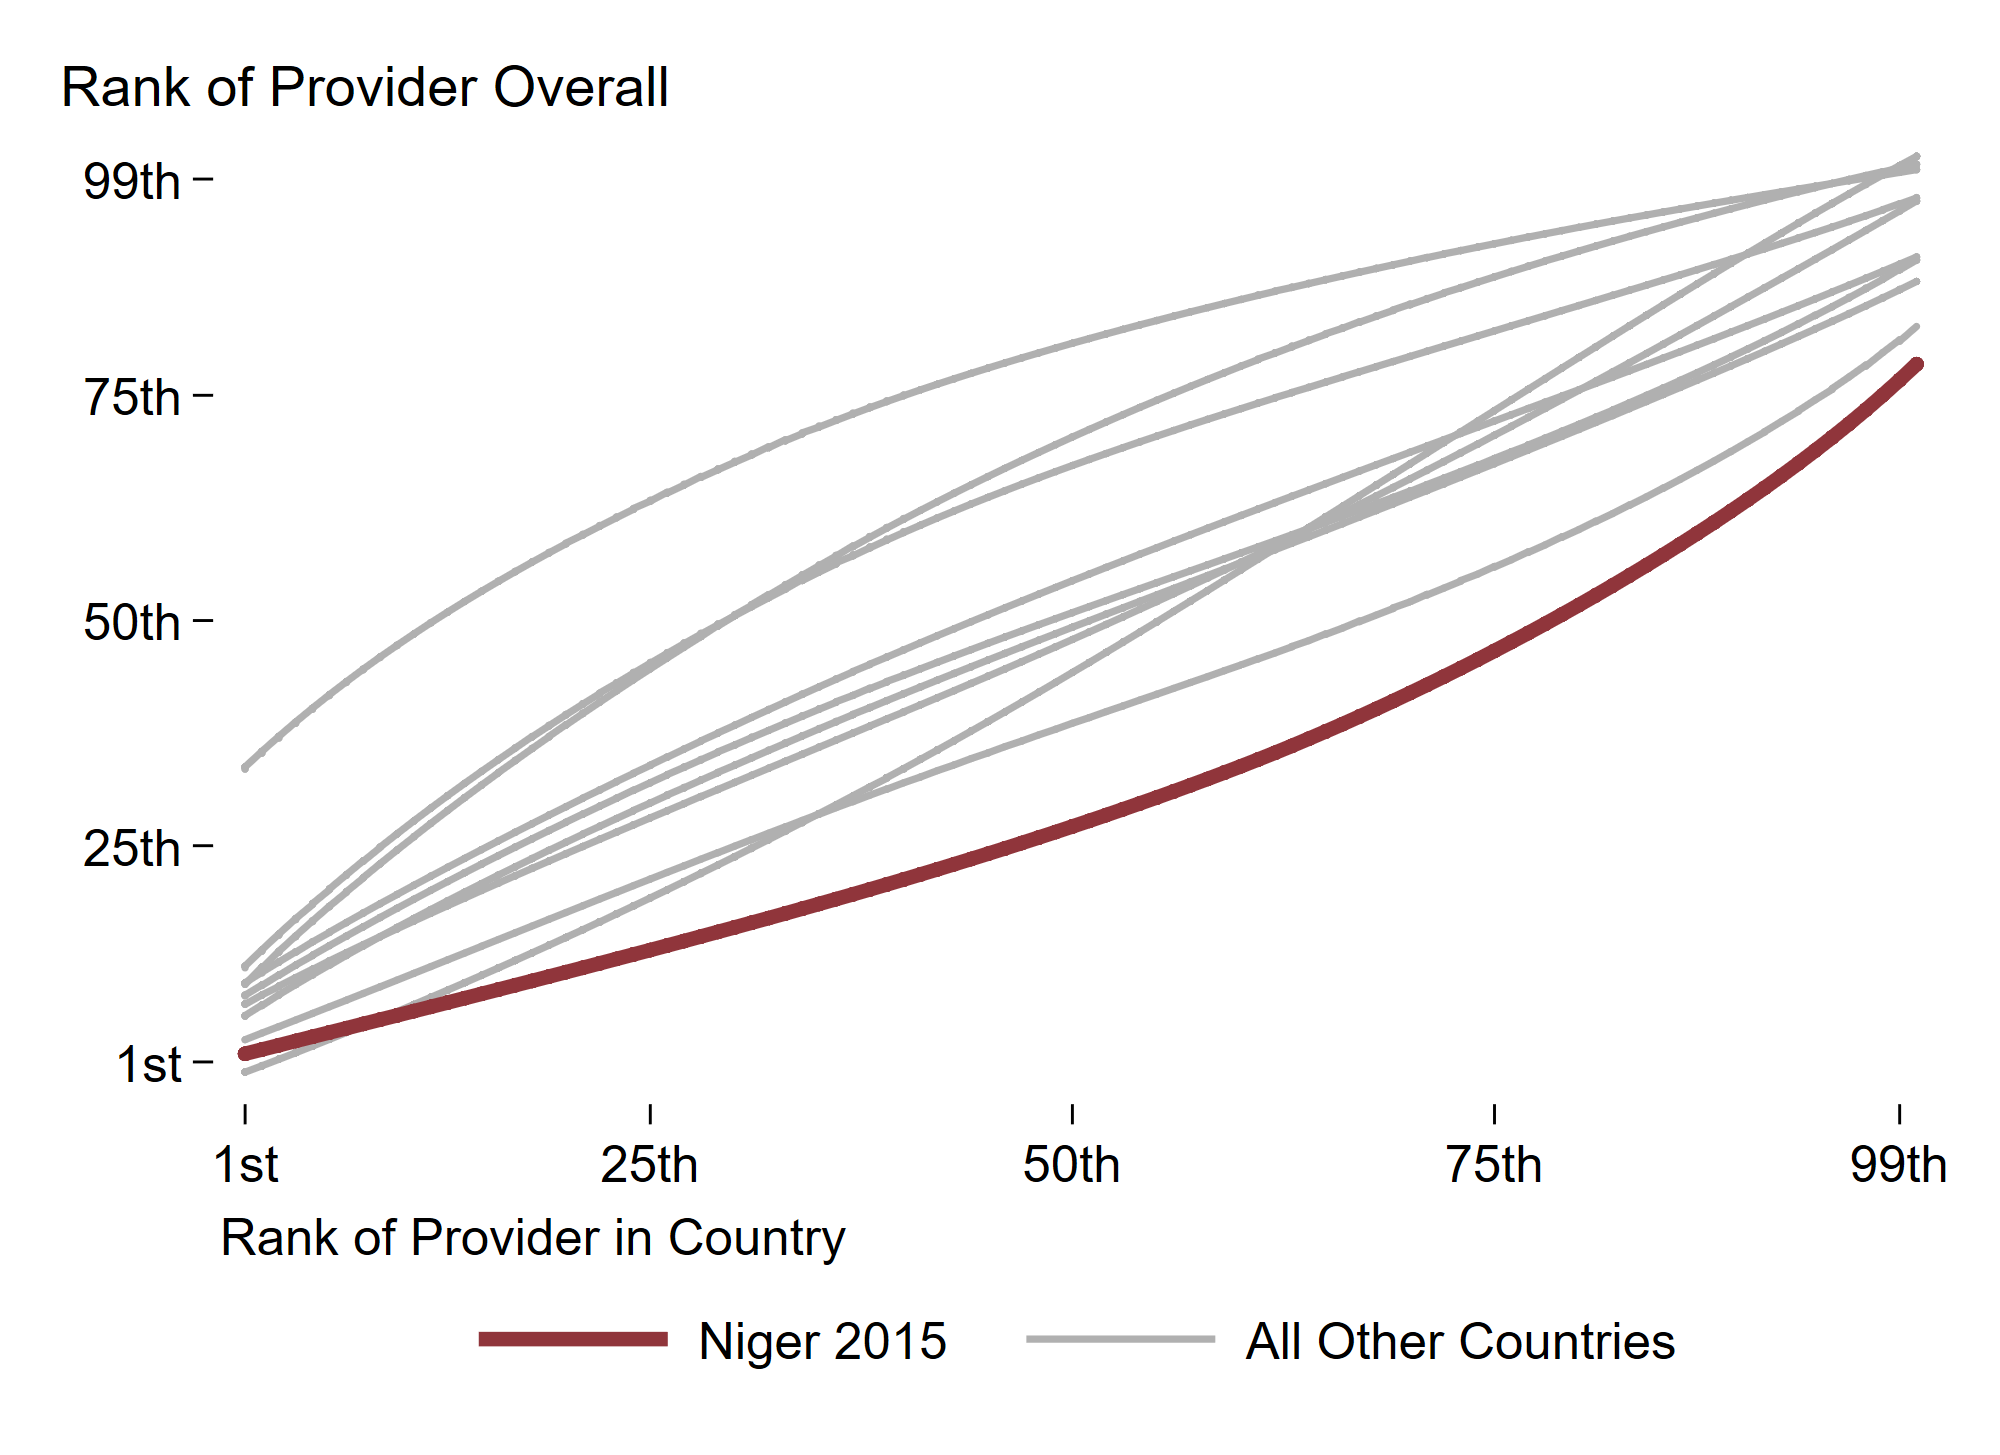 Rank of Provider Overall
99th
75th
50th
25th
1st
1st 25th 50th 75th 99th
Rank of Provider in Country
Niger 2015 All Other Countries